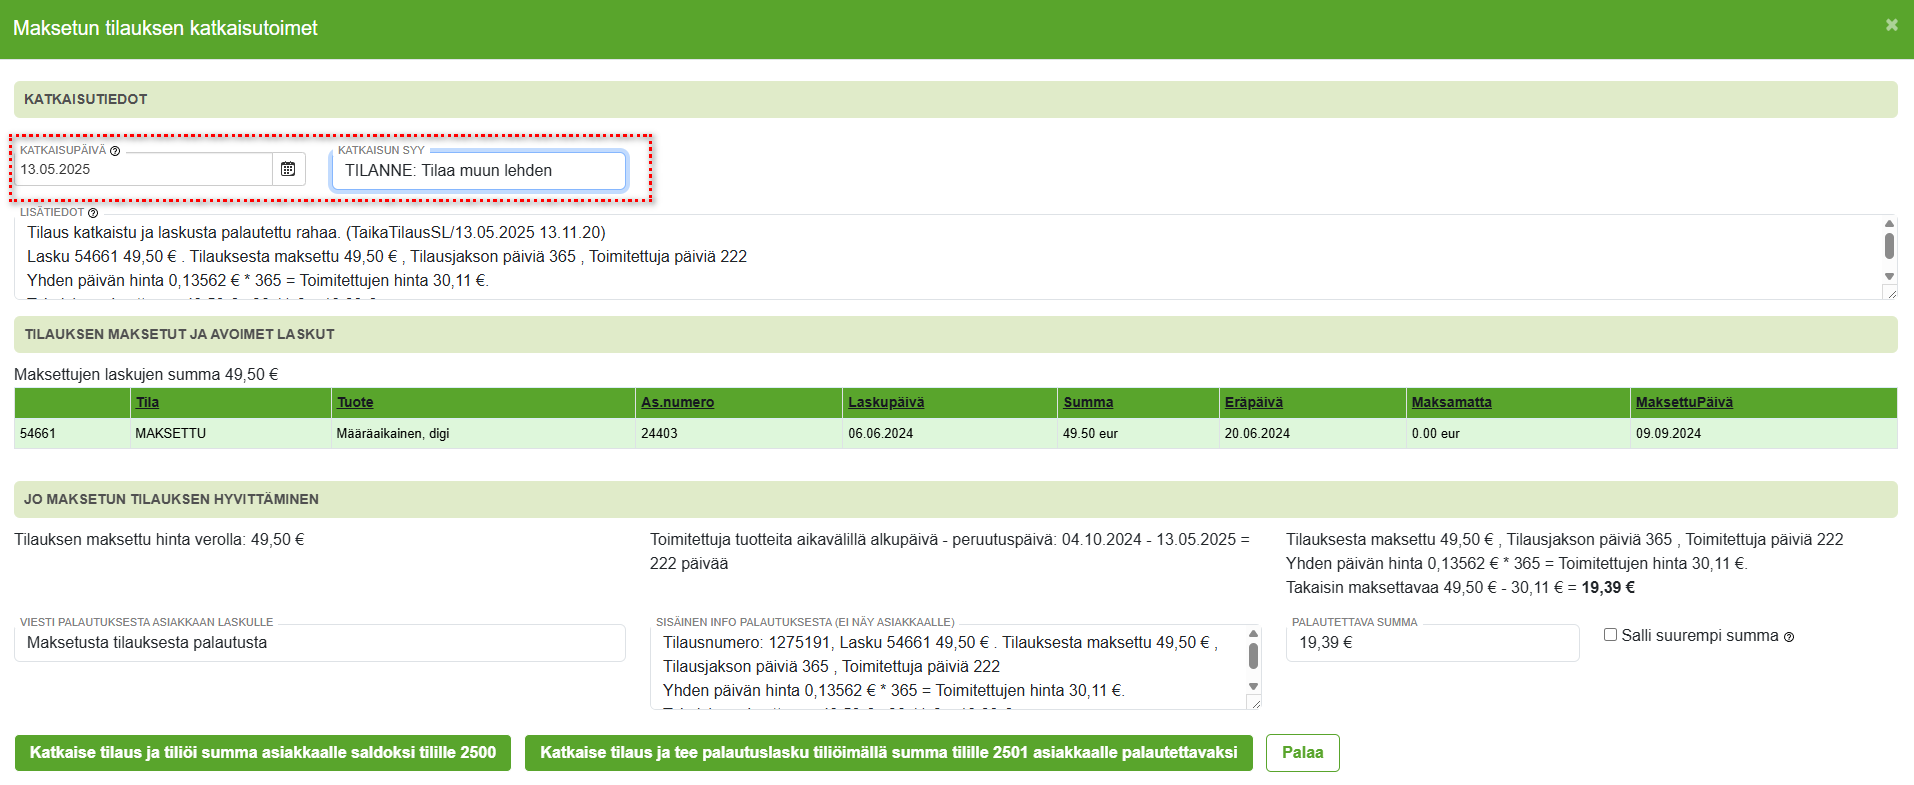 Maksetun tilauksen katkaisutoimet
KATKAISUTIEDOT
KATKAISUPÄIVÄ
13.05.2025
KATKAISUN SYY
TILANNE: Tilaa muun lehden
LISÄTIEDOT
Tilaus katkaistu ja laskusta palautettu rahaa. (TaikaTilausSL/13.05.2025 13.11.20)
Lasku 54661 49,50 € . Tilauksesta maksettu 49,50 € , Tilausjakson päiviä 365 , Toimitettuja päiviä 222
Yhden päivän hinta 0,13562 € * 365 = Toimitettujen hinta 30,11 €.
TILAUKSEN MAKSETUT JA AVOIMET LASKUT
Maksettujen laskujen summa 49,50 €
Tila Tuote As.numero Laskupäivä Summa Eräpäivä Maksamatta MaksettuPäivä
54661 MAKSETTU Määräaikainen, digi 24403 06.06.2024 49.50 eur 20.06.2024 0.00 eur 09.09.2024
JO MAKSETUN TILAUKSEN HYVITTÄMINEN
Tilauksen maksettu hinta verolla: 49,50 €
Toimitettuja tuotteita aikavälillä alkupäivä - peruutuspäivä: 04.10.2024 - 13.05.2025 =
222 päivää
Tilauksesta maksettu 49,50 € , Tilausjakson päiviä 365 , Toimitettuja päiviä 222
Yhden päivän hinta 0,13562 € * 365 = Toimitettujen hinta 30,11 €.
Takaisin maksettavaa 49,50 € - 30,11 € = 19,39 €
VIESTI PALAUTUKSESTA ASIAKKAAN LASKULLE
Maksetusta tilauksesta palautusta
SISÄINEN INFO PALAUTUKSESTA (EI NÄY ASIAKKAALLE)
Tilausnumero: 1275191, Lasku 54661 49,50 € . Tilauksesta maksettu 49,50 € ,
Tilausjakson päiviä 365 , Toimitettuja päiviä 222
Yhden päivän hinta 0,13562 € * 365 = Toimitettujen hinta 30,11 €.
PALAUTETTAVA SUMMA
19,39 €
Salli suurempi summa
Katkaise tilaus ja tiliöi summa asiakkaalle saldoksi tilille 2500
Katkaise tilaus ja tee palautuslasku tiliöimällä summa tilille 2501 asiakkaalle palautettavaksi
Palaa